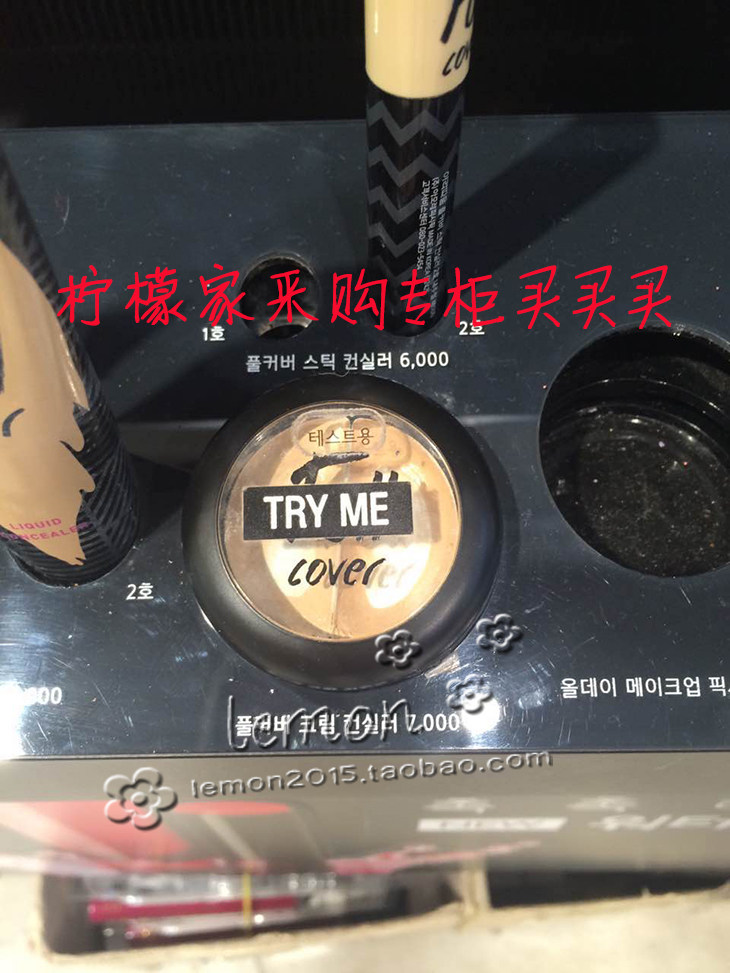 cover
柠檬家采购专柜买买买
1호
2호
풀커버 스틱 컨실러 6,000
테스트용
TRY ME
cover
LIQUID
2호
올데이 메이크업 픽
풀커버 크림 컨실러 7,000
lemon
lemon2015.taobao.com
NEW